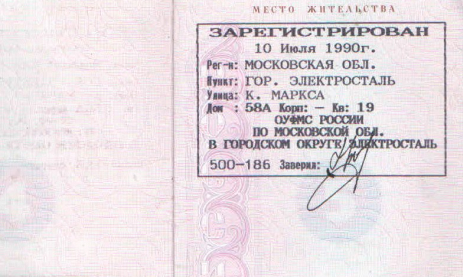 МЕСТО ЖИТЕЛЬСТВА
ЗАРЕГИСТРИРОВАН
10 Июля 1990г.
Рег-н: МОСКОВСКАЯ ОБЛ.
Пункт: ГОР. ЭЛЕКТРОСТАЛЬ
Улица: К. МАРКСА
Дом : 58А Корп: – Кв: 19
ОУФМС РОССИИ
ПО МОСКОВСКОЙ ОБЛ.
В ГОРОДСКОМ ОКРУГЕ ЭЛЕКТРОСТАЛЬ
500-186 Заверил: